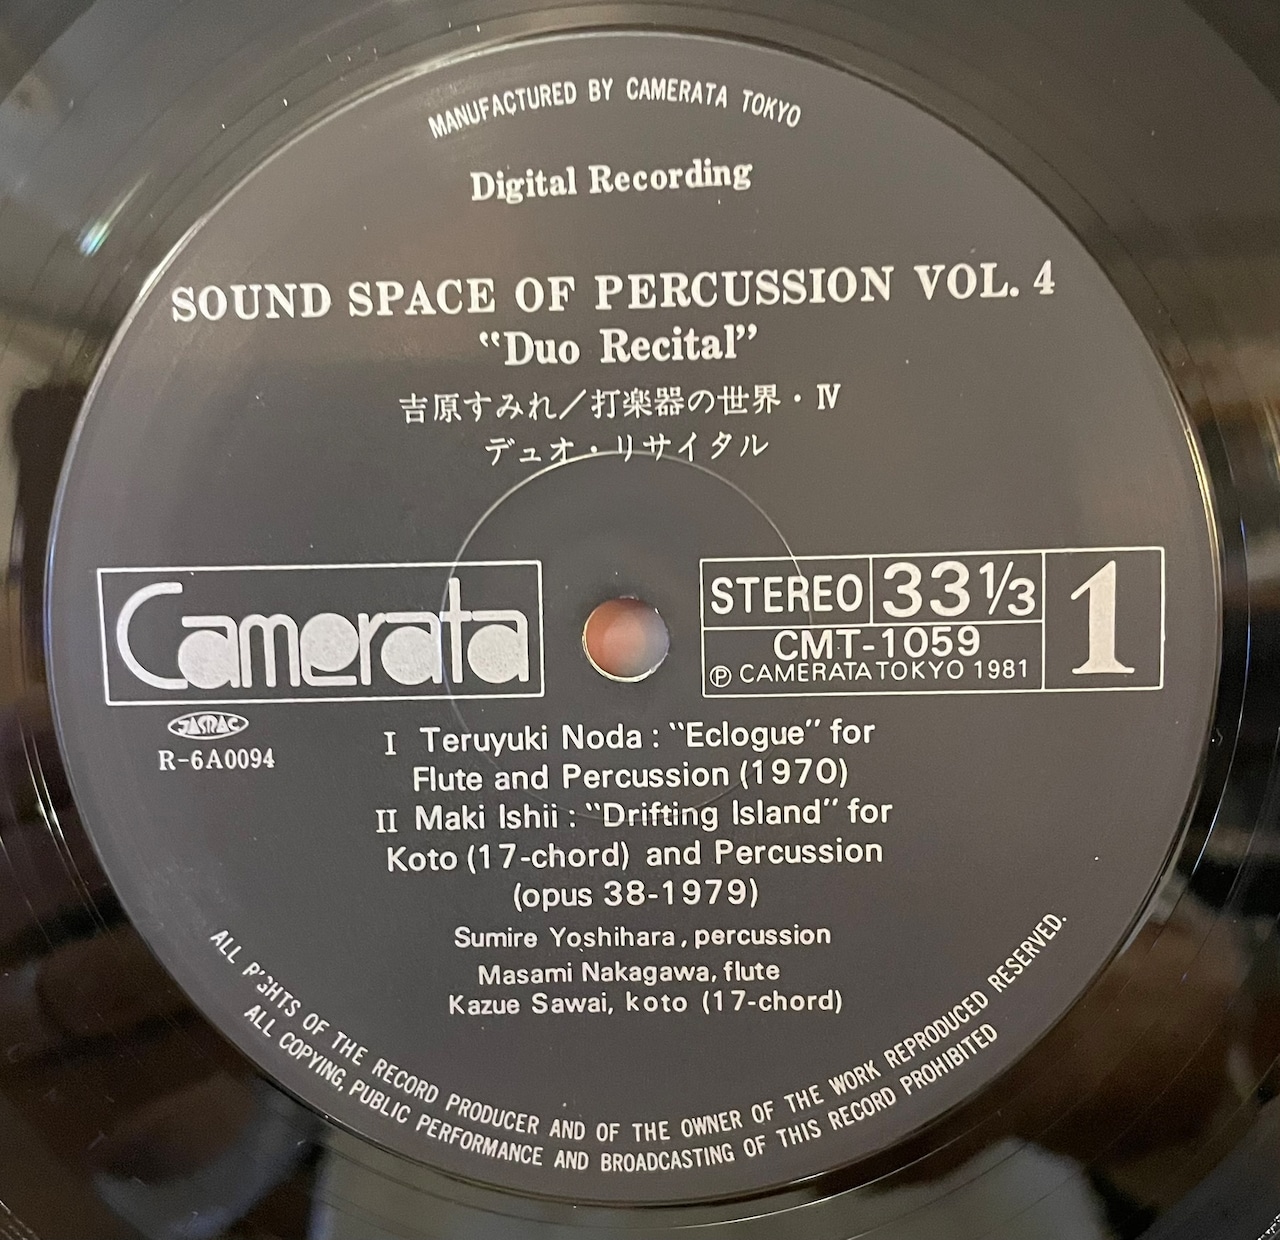 MANUFACTURED BY CAMERATA TOKYO
Digital Recording
SOUND SPACE OF PERCUSSION VOL. 4
“Duo Recital”
吉原すみれ／打楽器の世界・Ⅳ
デュオ・リサイタル
Camerata
STEREO 33 1/3
CMT-1059
Ⓟ CAMERATA TOKYO 1981
1
JASRAC
R-6A0094
I Teruyuki Noda : “Eclogue” for
Flute and Percussion (1970)
II Maki Ishii : “Drifting Island” for
Koto (17-chord) and Percussion
(opus 38-1979)
Sumire Yoshihara, percussion
Masami Nakagawa, flute
Kazue Sawai, koto (17-chord)
ALL RIGHTS OF THE RECORD PRODUCER AND OF THE OWNER OF THE WORK REPRODUCED RESERVED.
ALL COPYING, PUBLIC PERFORMANCE AND BROADCASTING OF THIS RECORD PROHIBITED